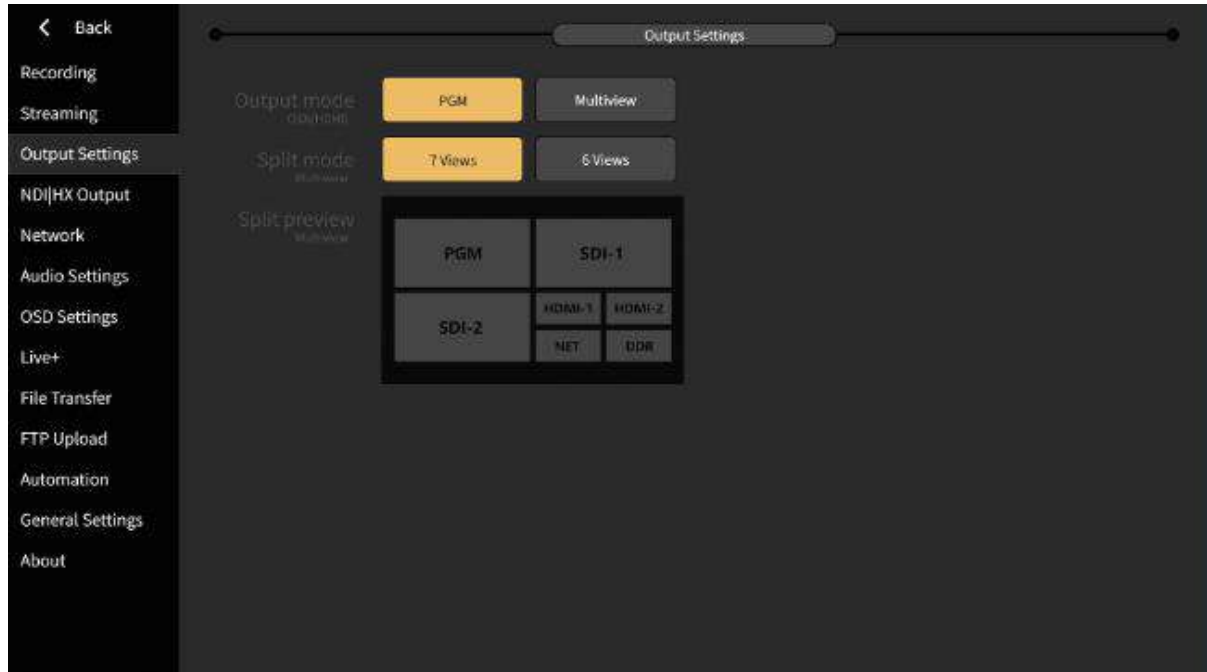 Back
Output Settings
Recording
Streaming
Output Settings
NDI|HX Output
Network
Audio Settings
OSD Settings
Live+
File Transfer
FTP Upload
Automation
General Settings
About
Output mode
PGM
Multiview
Split mode
Multiview
7 Views
6 Views
Split preview
Multiview
PGM
SDI-1
SDI-2
HDMI-1
HDMI-2
NET
DDR